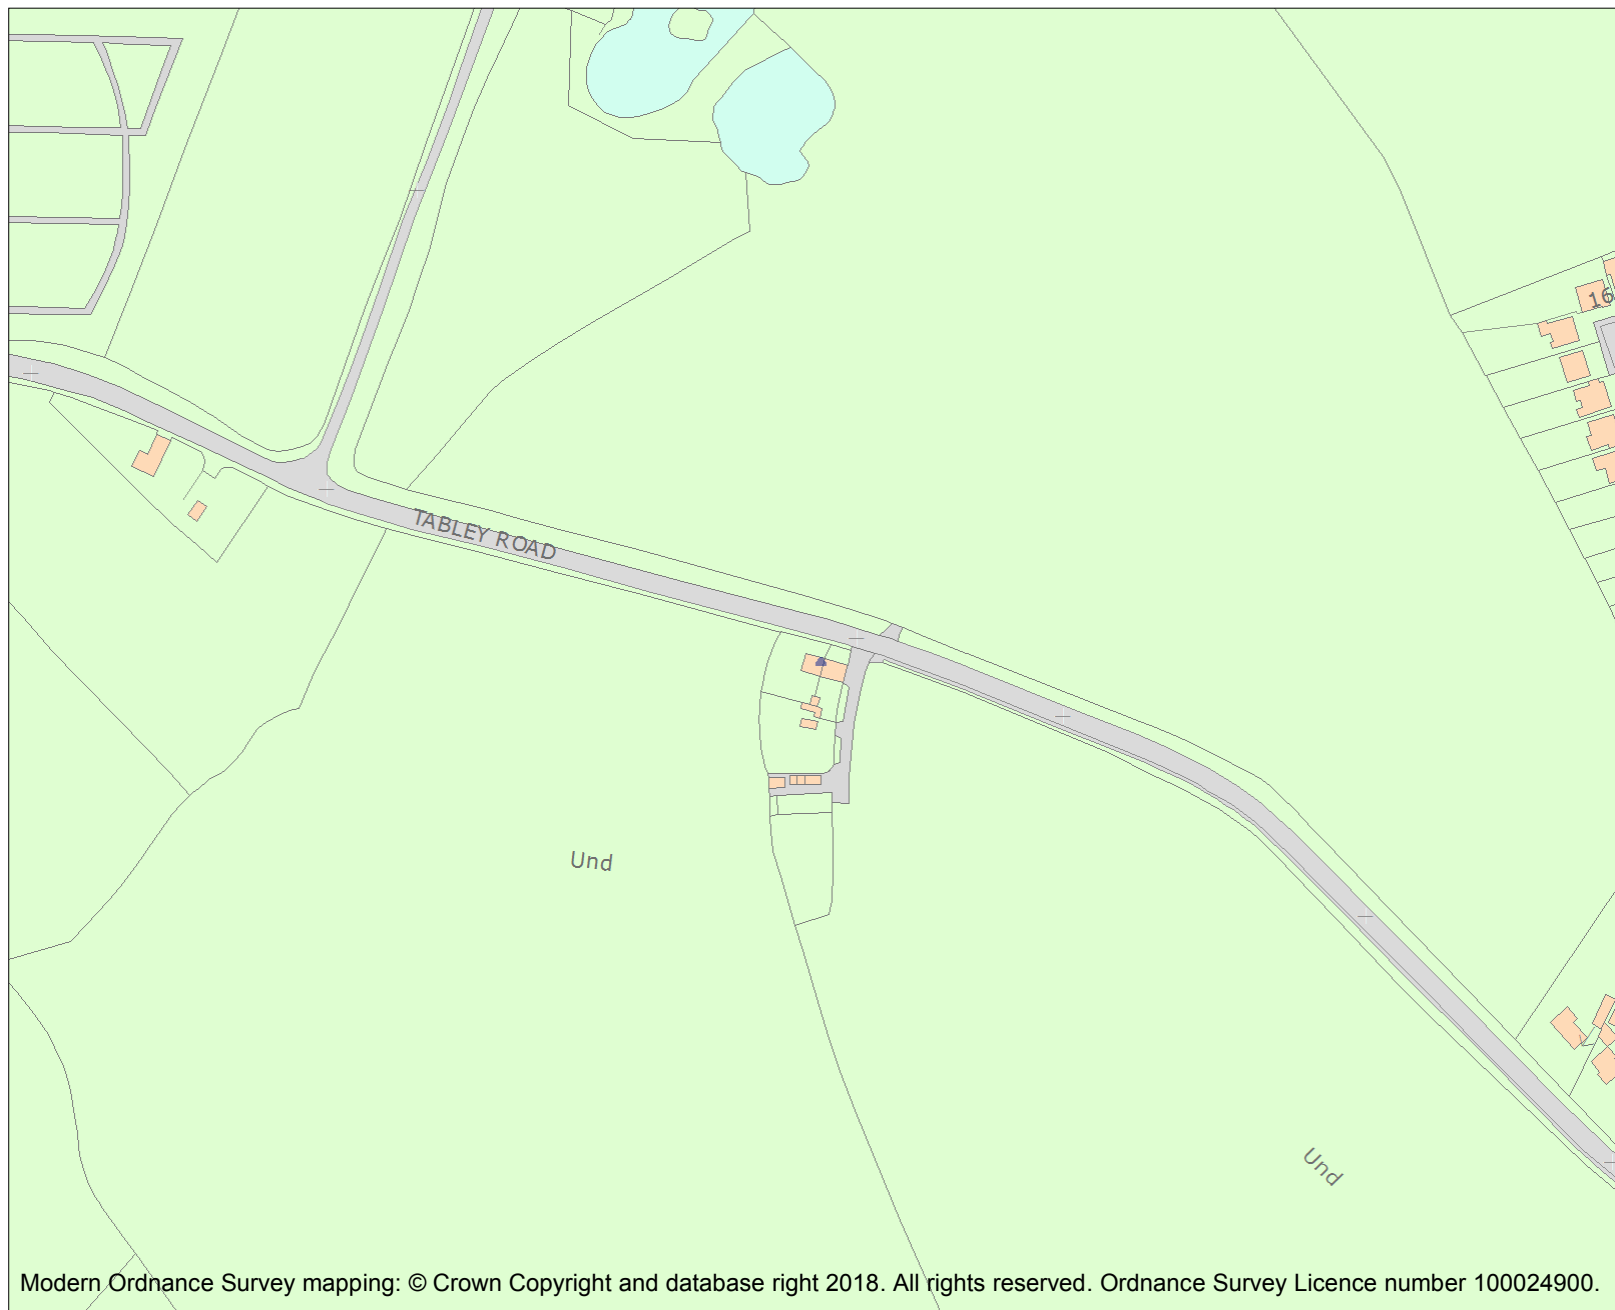 16
TABLEY ROAD
Und
Und
Modern Ordnance Survey mapping: © Crown Copyright and database right 2018. All rights reserved. Ordnance Survey Licence number 100024900.